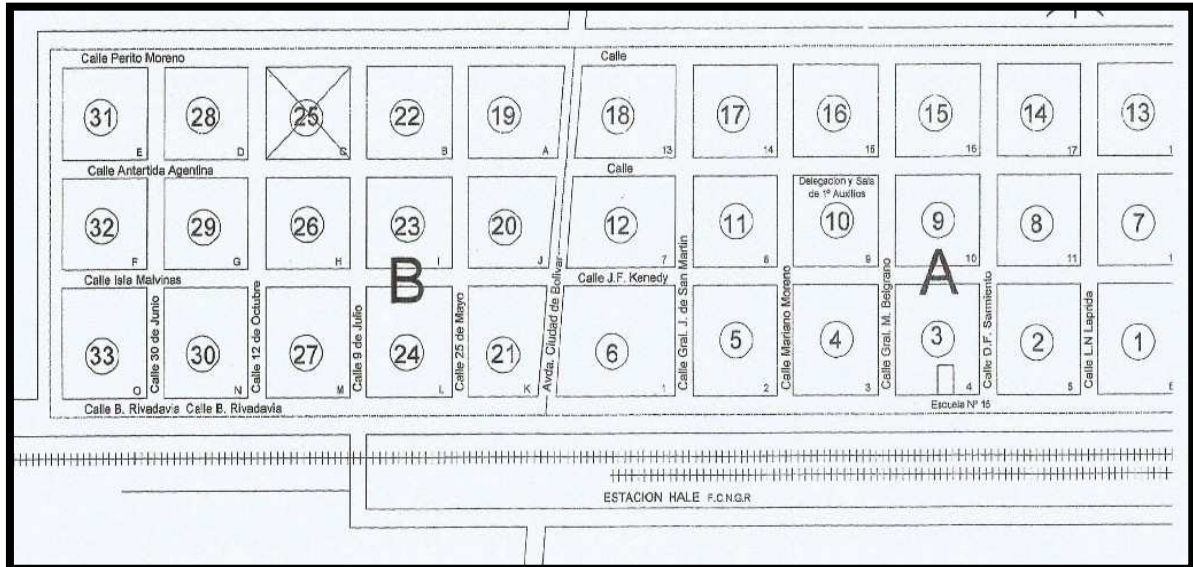 Calle Perito Moreno
Calle
31
28
25
22
19
18
17
16
15
14
13
E
D
C
B
A
13
14
15
16
17
1
Calle Antartida Agentina
Calle
Delegacion y Sala
de 1º Auxilios
32
29
26
23
20
12
11
10
9
8
7
F
G
H
I
J
7
8
9
10
11
1
Calle Isla Malvinas
Calle J.F. Kenedy
B
A
Calle 30 de Junio
Calle 12 de Octubre
Calle 9 de Julio
Calle 25 de Mayo
Avda. Ciudad de Bolivar
Calle Gral. J. de San Martin
Calle Mariano Moreno
Calle Gral. M. Belgrano
Calle D.F. Sarmiento
Calle L.N Laprida
33
30
27
24
21
6
5
4
3
2
1
O
N
M
L
K
1
2
3
4
5
6
Calle B. Rivadavia Calle B. Rivadavia
Escuela Nº 15
ESTACION HALE F.C.N.G.R